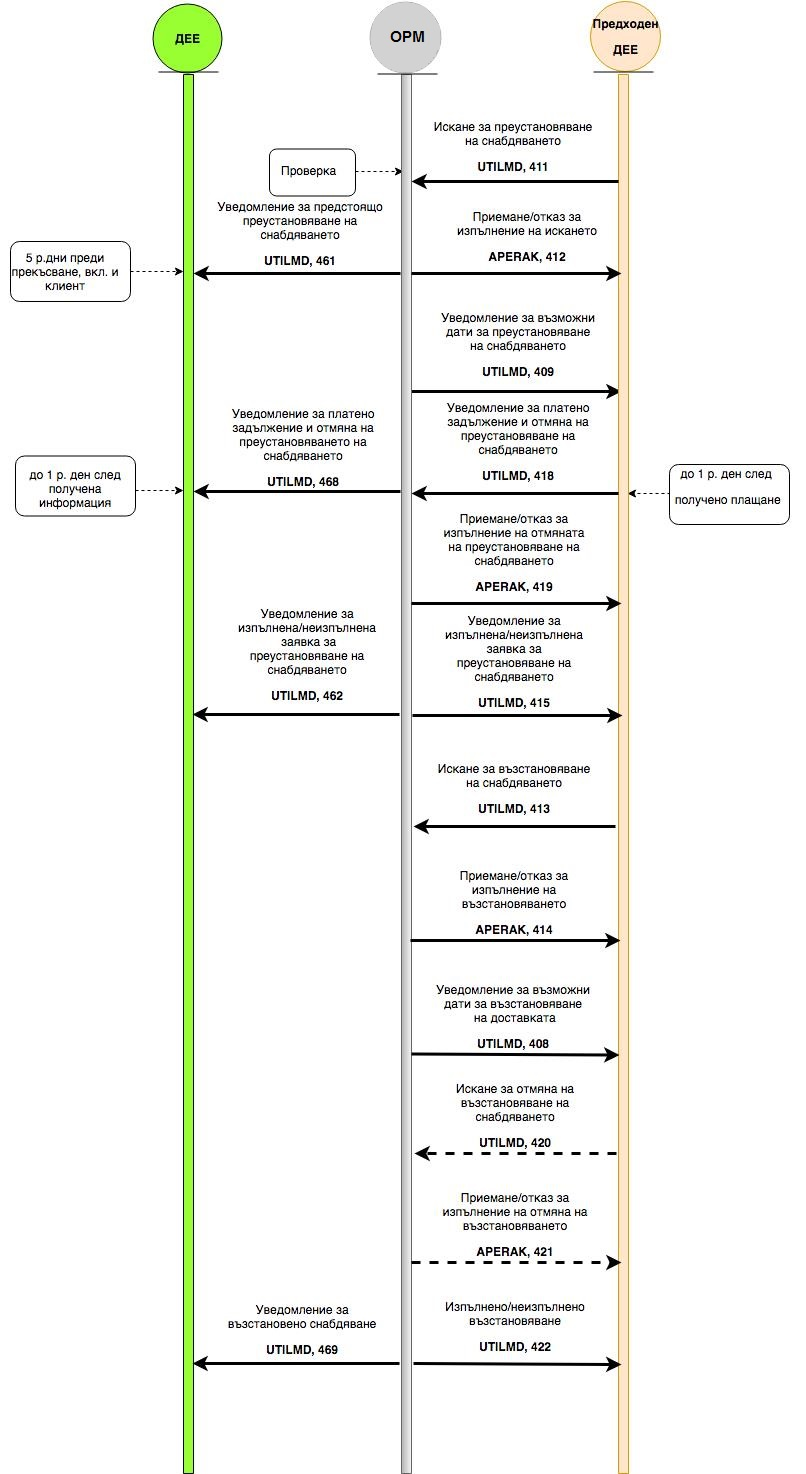 ДЕЕ
ОРМ
Предходен
ДЕЕ
Искане за преустановяване
на снабдяването
UTILMD, 411
Проверка
Уведомление за предстоящо
преустановяване на
снабдяването
UTILMD, 461
Приемане/отказ за
изпълнение на искането
APERAK, 412
5 р.дни преди
прекъсване, вкл. и
клиент
Уведомление за възможни
дати за преустановяване
на снабдяването
UTILMD, 409
Уведомление за платено
задължение и отмяна на
преустановяването на
снабдяването
UTILMD, 468
Уведомление за платено
задължение и отмяна на
преустановяване на
снабдяването
UTILMD, 418
до 1 р. ден след
получена
информация
до 1 р. ден след
получено плащане
Приемане/отказ за
изпълнение на отмяната
на преустановяване на
снабдяването
APERAK, 419
Уведомление за
изпълнена/неизпълнена
заявка за
преустановяване на
снабдяването
UTILMD, 462
Уведомление за
изпълнена/неизпълнена
заявка за
преустановяване на
снабдяването
UTILMD, 415
Искане за възстановяване
на снабдяването
UTILMD, 413
Приемане/отказ за
изпълнение на
възстановяването
APERAK, 414
Уведомление за възможни
дати за възстановяване
на доставката
UTILMD, 408
Искане за отмяна на
възстановяване на
снабдяването
UTILMD, 420
Приемане/отказ за
изпълнение на отмяна на
възстановяването
APERAK, 421
Уведомление за
възстановено снабдяване
UTILMD, 469
Изпълнено/неизпълнено
възстановяване
UTILMD, 422